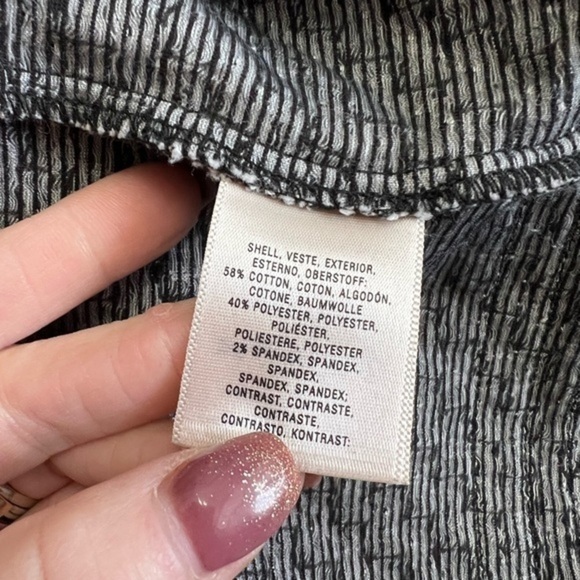 SHELL, VESTE, EXTERIOR,
ESTERNO, OBERSTOFF:
58% COTTON, COTON, ALGODÓN,
COTONE, BAUMWOLLE
40% POLYESTER, POLYESTER,
POLIÉSTER,
POLIESTERE, POLYESTER
2% SPANDEX, SPANDEX,
SPANDEX,
SPANDEX, SPANDEX;
CONTRAST, CONTRASTE,
CONTRASTE,
CONTRASTO, KONTRAST: